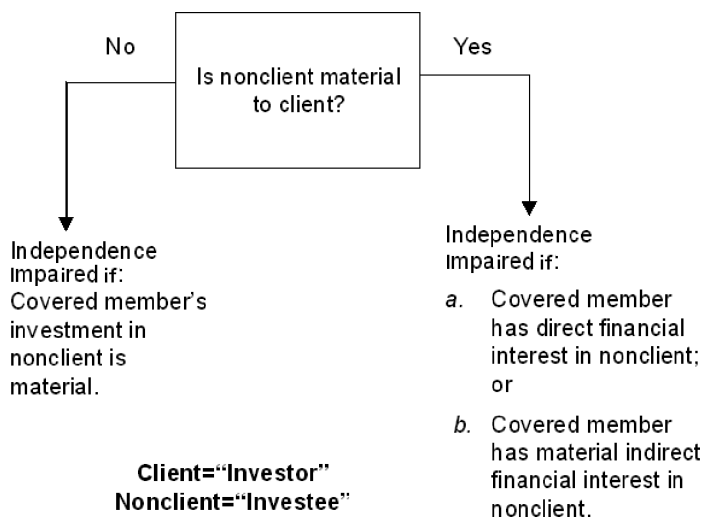 No
Yes
Is nonclient material
to client?
Independence
Impaired if:
Covered member's
investment in
nonclient is
material.
Independence
Impaired if:
a. Covered member
has direct financial
interest in nonclient;
or
b. Covered member
has material indirect
financial interest in
nonclient.
Client=“Investor”
Nonclient=“Investee”